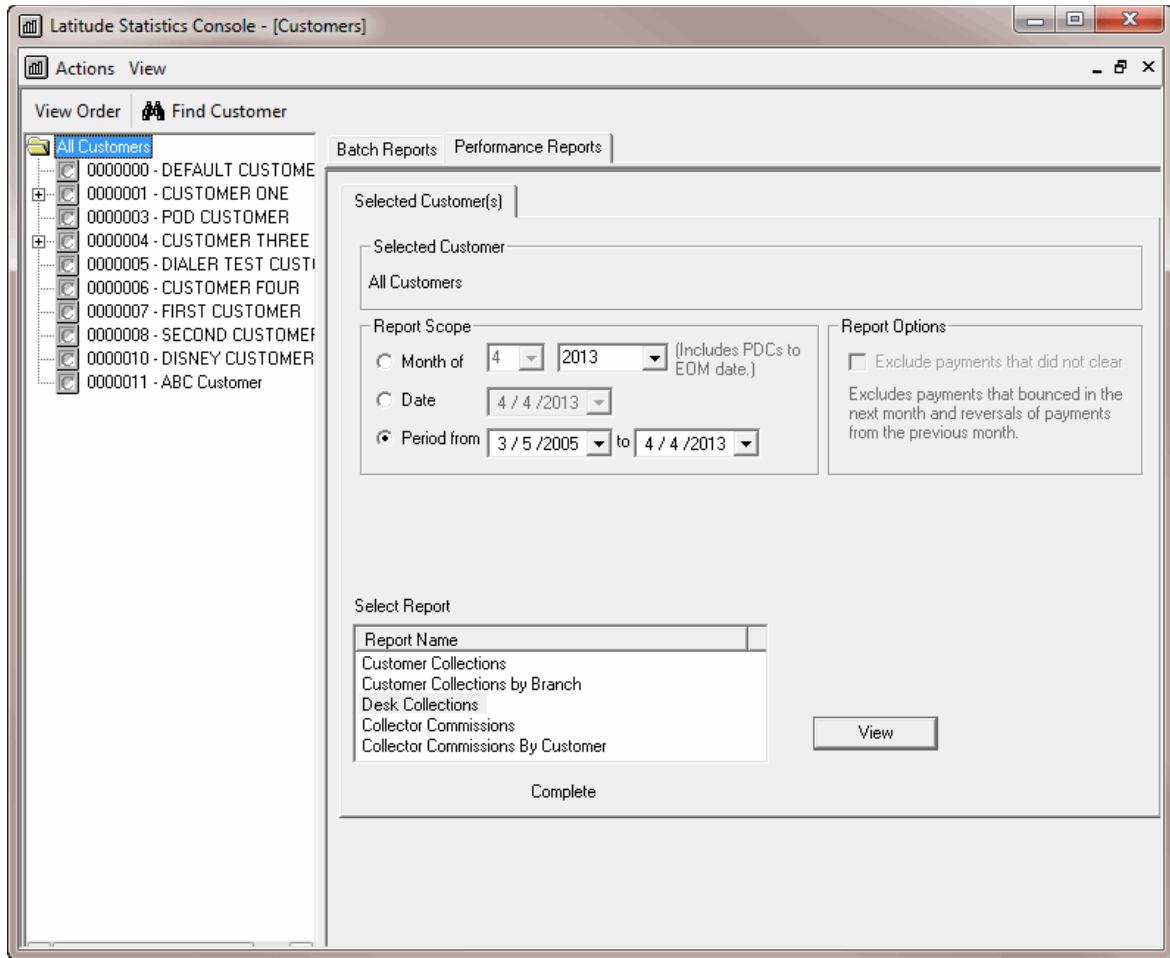 Latitude Statistics Console - [Customers]
Actions View
View Order Find Customer
All Customers
0000000 - DEFAULT CUSTOME
0000001 - CUSTOMER ONE
0000003 - POD CUSTOMER
0000004 - CUSTOMER THREE
0000005 - DIALER TEST CUST
0000006 - CUSTOMER FOUR
0000007 - FIRST CUSTOMER
0000008 - SECOND CUSTOMER
0000010 - DISNEY CUSTOMER
0000011 - ABC Customer
Batch Reports Performance Reports
Selected Customer(s)
Selected Customer
All Customers
Report Scope
Month of 4 2013 (Includes PDCs to
EOM date.)
Date 4 / 4 /2013
Period from 3 / 5 /2005 to 4 / 4 /2013
Report Options
Exclude payments that did not clear
Excludes payments that bounced in the
next month and reversals of payments
from the previous month.
Select Report
Report Name
Customer Collections
Customer Collections by Branch
Desk Collections
Collector Commissions
Collector Commissions By Customer
View
Complete